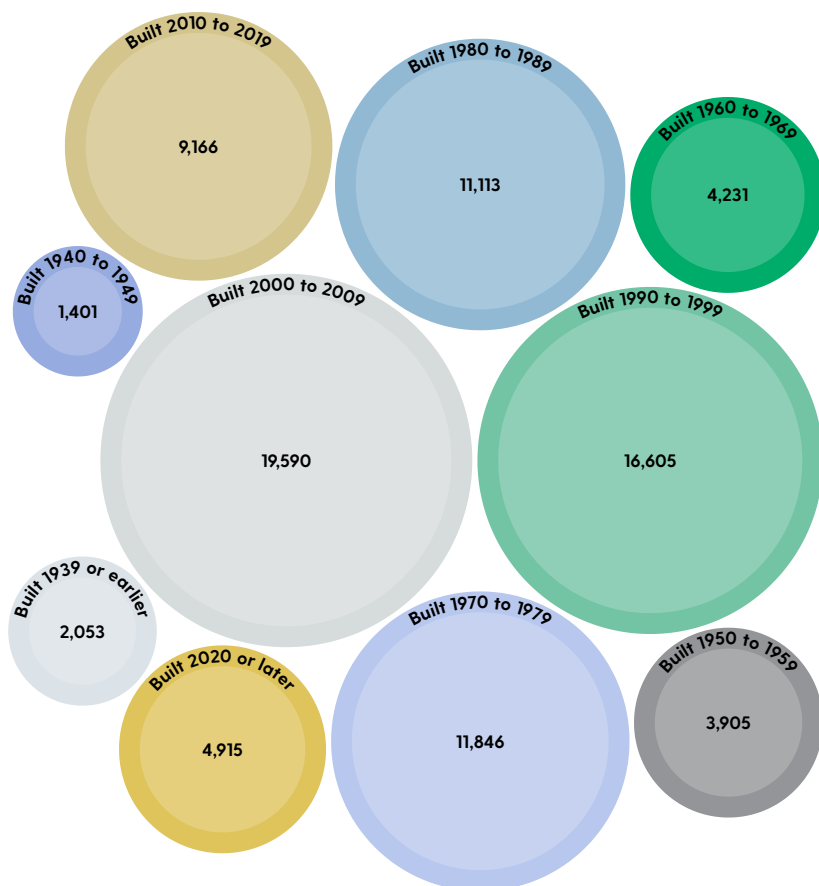 Built 2010 to 2019
9,166
Built 1980 to 1989
11,113
Built 1960 to 1969
4,231
Built 1940 to 1949
1,401
Built 2000 to 2009
19,590
Built 1990 to 1999
16,605
Built 1939 or earlier
2,053
Built 2020 or later
4,915
Built 1970 to 1979
11,846
Built 1950 to 1959
3,905